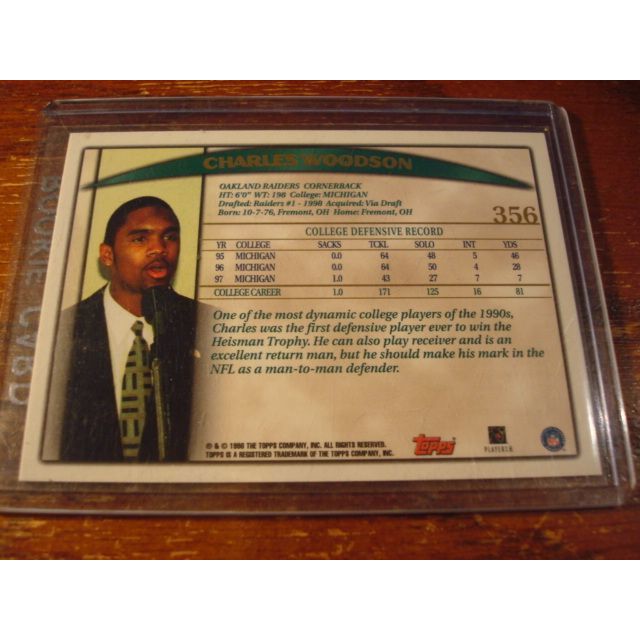 CHARLES WOODSON
OAKLAND RAIDERS CORNERBACK
HT: 6'0" WT: 198 College: MICHIGAN
Drafted: Raiders #1 - 1998 Acquired: Via Draft
Born: 10-7-76, Fremont, OH Home: Fremont, OH
356
COLLEGE DEFENSIVE RECORD
YR COLLEGE SACKS TCKL SOLO INT YDS
95 MICHIGAN 0.0 64 48 5 46
96 MICHIGAN 0.0 64 50 4 28
97 MICHIGAN 1.0 43 27 7 7
COLLEGE CAREER 1.0 171 125 16 81
One of the most dynamic college players of the 1990s,
Charles was the first defensive player ever to win the
Heisman Trophy. He can also play receiver and is an
excellent return man, but he should make his mark in the
NFL as a man-to-man defender.
® & © 1998 THE TOPPS COMPANY, INC. ALL RIGHTS RESERVED.
TOPPS IS A REGISTERED TRADEMARK OF THE TOPPS COMPANY, INC.
Topps
PLAYERS
ROOKIE CARD